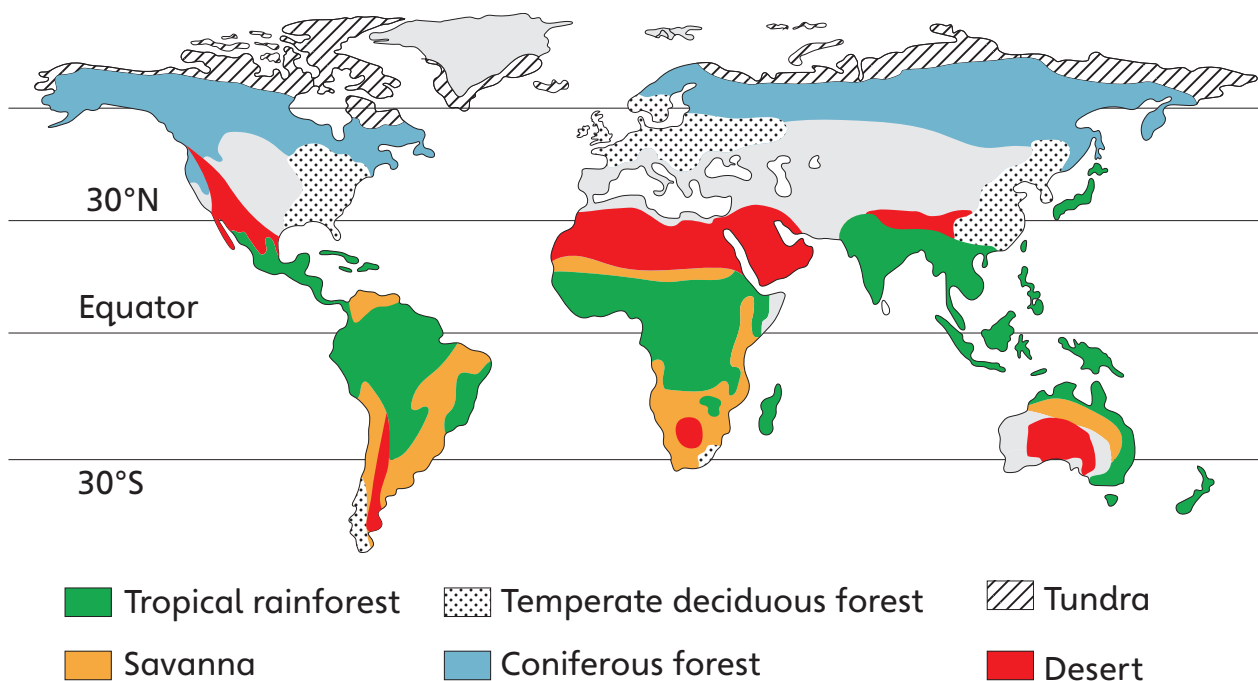 30°N
Equator
30°S
Tropical rainforest
Temperate deciduous forest
Tundra
Savanna
Coniferous forest
Desert